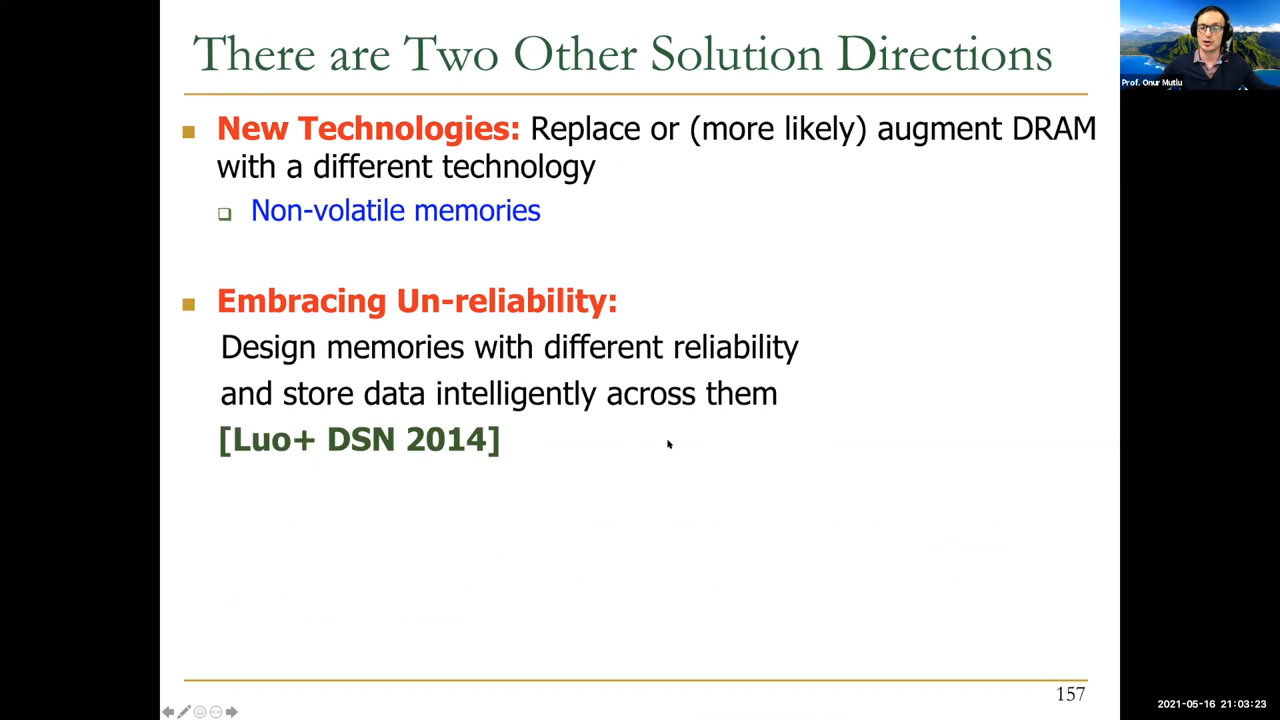 There are Two Other Solution Directions
Prof. Onur Mutlu
New Technologies: Replace or (more likely) augment DRAM
with a different technology
Non-volatile memories
Embracing Un-reliability:
Design memories with different reliability
and store data intelligently across them
[Luo+ DSN 2014]
157
2021-05-16 21:03:23